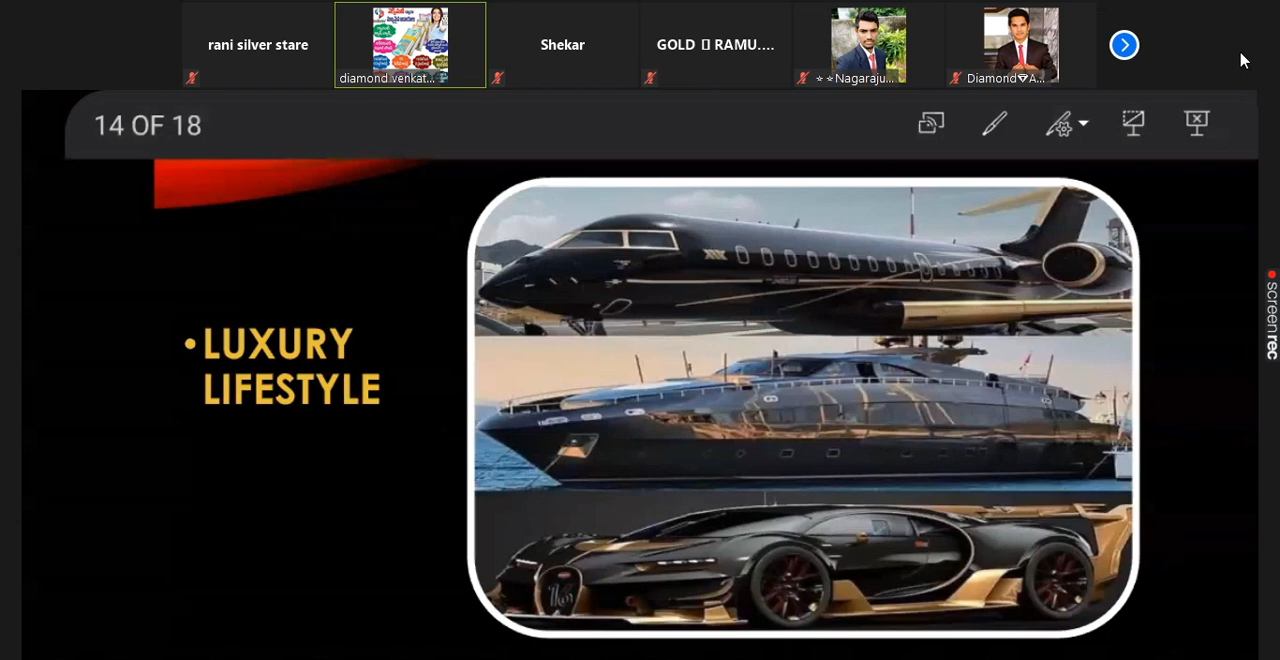 rani silver stare
diamond.venkat...
Shekar
GOLD ▯ RAMU....
⭐⭐Nagaraju...
Diamond💎A...
14 OF 18
• LUXURY
LIFESTYLE
screenrec